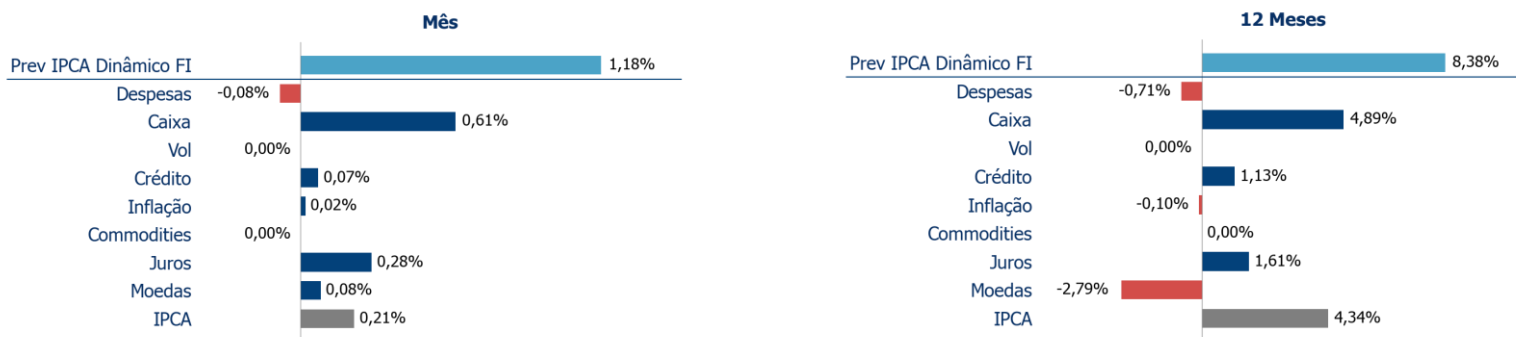 Mês
Prev IPCA Dinâmico FI 1,18%
Despesas -0,08%
Caixa 0,61%
Vol 0,00%
Crédito 0,07%
Inflação 0,02%
Commodities 0,00%
Juros 0,28%
Moedas 0,08%
IPCA 0,21%
12 Meses
Prev IPCA Dinâmico FI 8,38%
Despesas -0,71%
Caixa 4,89%
Vol 0,00%
Crédito 1,13%
Inflação -0,10%
Commodities 0,00%
Juros 1,61%
Moedas -2,79%
IPCA 4,34%